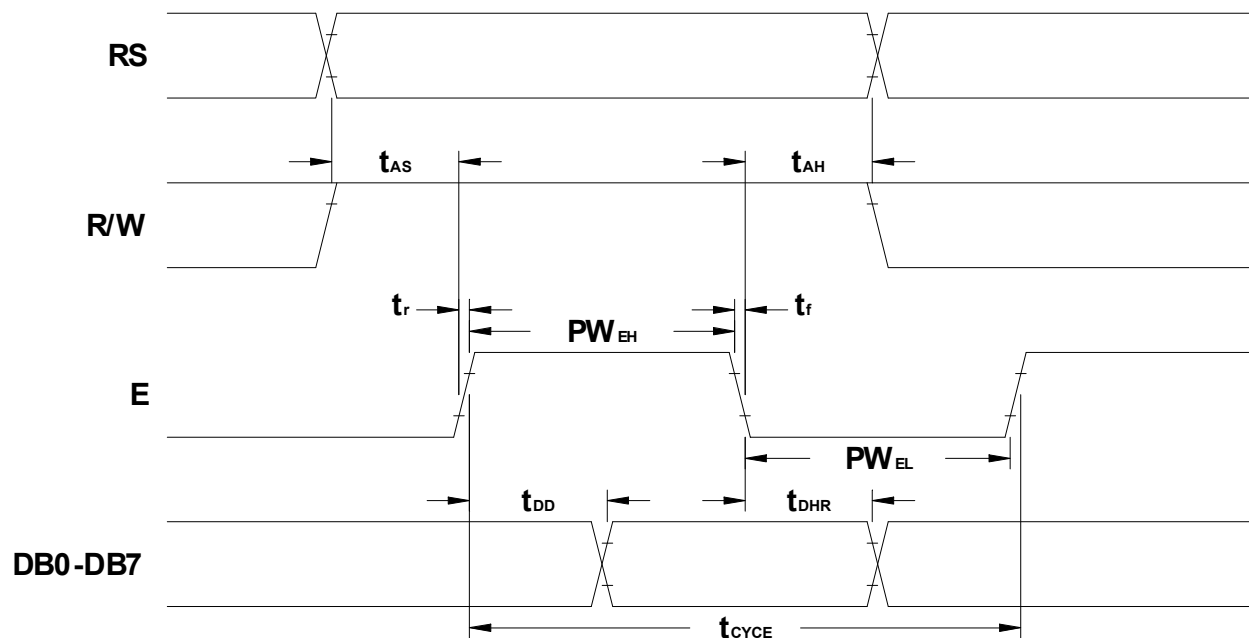 RS
tAS
tAH
R/W
tr
tf
PWEH
E
PWEL
tDD
tDHR
DB0-DB7
tCYCE